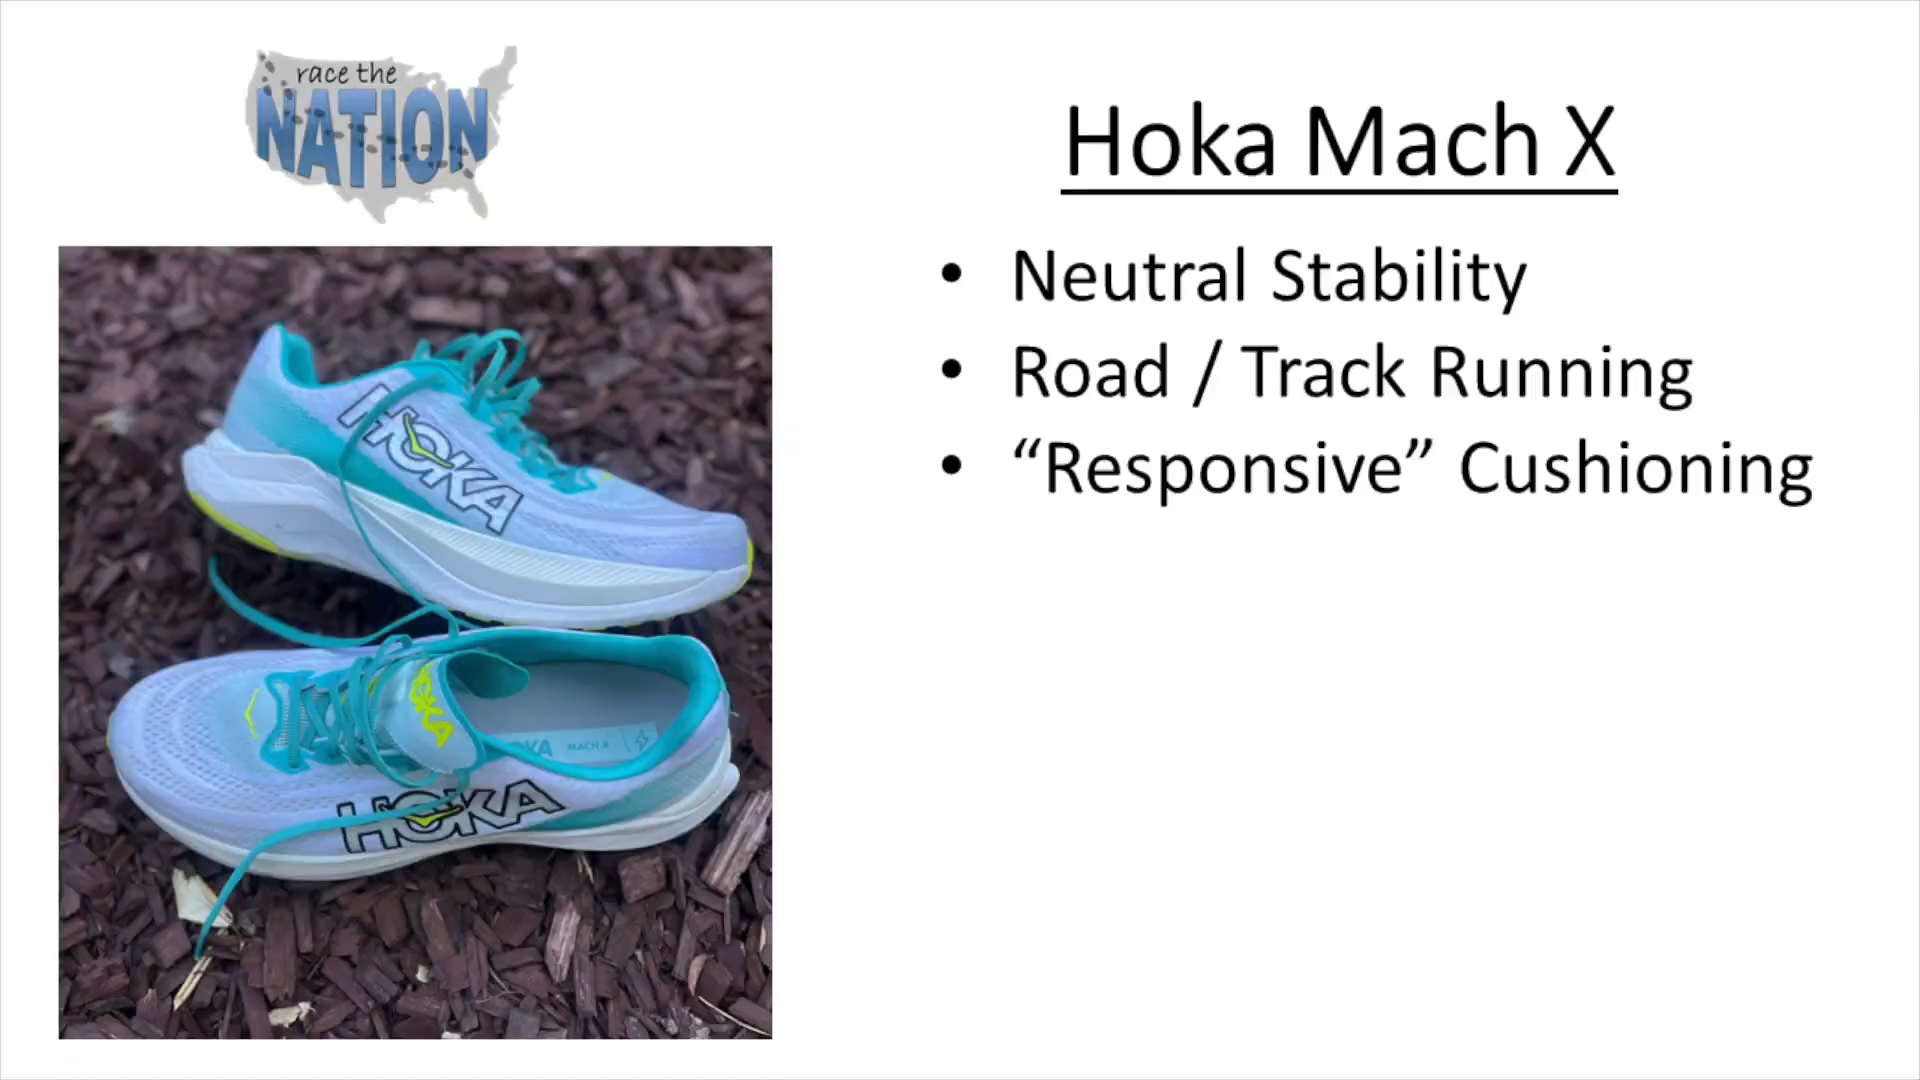 race the
NATION
Hoka Mach X
• Neutral Stability
• Road / Track Running
• “Responsive” Cushioning
HOKA
HOKA
HOKA MACH X
HOKA